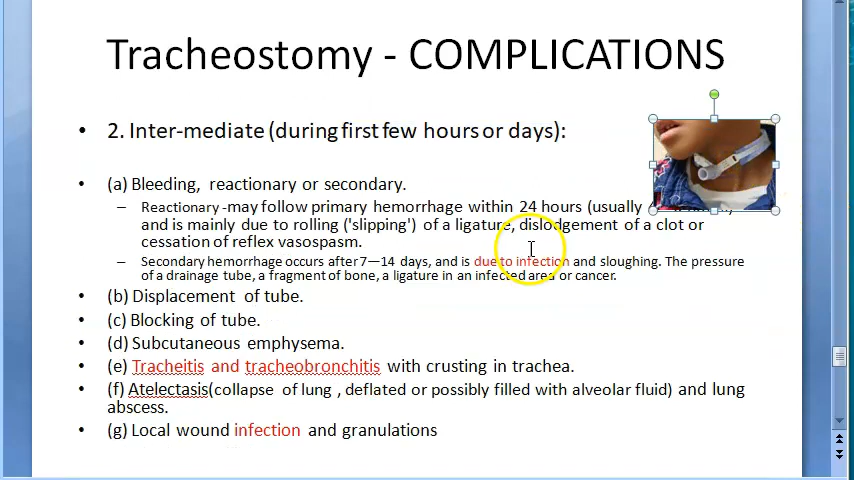 Tracheostomy - COMPLICATIONS
• 2. Inter-mediate (during first few hours or days):
• (a) Bleeding, reactionary or secondary.
– Reactionary -may follow primary hemorrhage within 24 hours (usually
and is mainly due to rolling ('slipping') of a ligature, dislodgement of a clot or
cessation of reflex vasospasm.
– Secondary hemorrhage occurs after 7—14 days, and is due to infection and sloughing. The pressure
of a drainage tube, a fragment of bone, a ligature in an infected area or cancer.
• (b) Displacement of tube.
• (c) Blocking of tube.
• (d) Subcutaneous emphysema.
• (e) Tracheitis and tracheobronchitis with crusting in trachea.
• (f) Atelectasis(collapse of lung , deflated or possibly filled with alveolar fluid) and lung
abscess.
• (g) Local wound infection and granulations